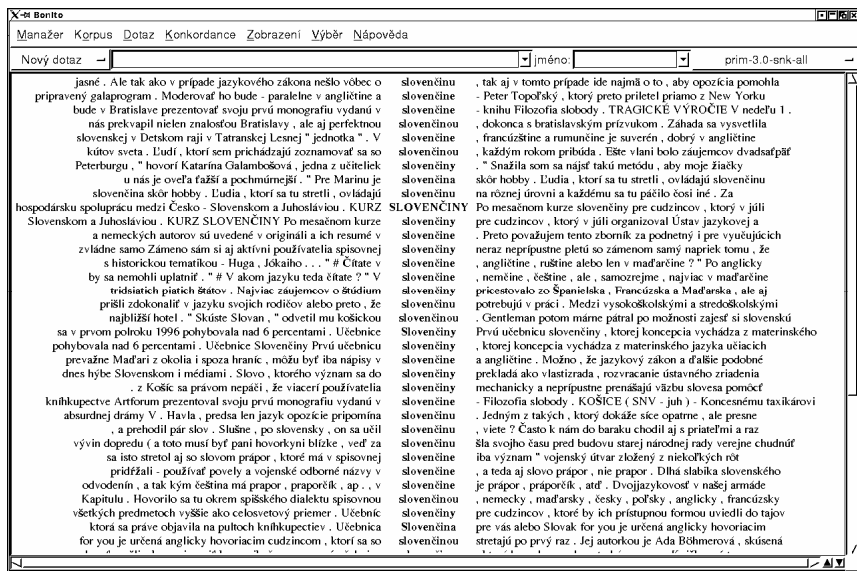 Bonito
Manažer Korpus Dotaz Konkordance Zobrazení Výběr Nápověda
Nový dotaz jméno: prim-3.0-snk-all
jasné . Ale tak ako v prípade jazykového zákona nešlo vôbec o slovenčinu , tak aj v tomto prípade ide najmä o to , aby opozícia pomohla
pripravený galaprogram . Moderovať ho bude - paralelne v angličtine a slovenčine - Peter Topoľský , ktorý preto priletel priamo z New Yorku
bude v Bratislave prezentovať svoju prvú monografiu vydanú v slovenčine - knihu Filozofia slobody . TRAGICKÉ VÝROČIE V nedeľu 1 .
nás prekvapil nielen znalosťou Bratislavy , ale aj perfektnou slovenčinou , dokonca s bratislavským prízvukom . Záhada sa vysvetlila
slovenskej v Detskom raji v Tatranskej Lesnej " jednotka " . V slovenčine , francúzštine a rumunčine je suverén , dobrý v angličtine
kútov sveta . Ľudí , ktorí sem prichádzajú zoznamovať sa so slovenčinou , každým rokom pribúda . Ešte vlani bolo záujemcov dvadsaťpäť
Peterburgu , " hovorí Katarína Galambošová , jedna z učiteliek slovenčiny . " Snažila som sa nájsť takú metódu , aby moje žiačky
u nás je oveľa ťažší a pochmúrnejší . " Pre Marinu je slovenčina skôr hobby . Ľudia , ktorí sa tu stretli , ovládajú slovenčinu
slovenčina skôr hobby . Ľudia , ktorí sa tu stretli , ovládajú slovenčinu na rôznej úrovni a každému sa tu páčilo čosi iné . Za
hospodársku spoluprácu medzi Česko - Slovenskom a Juhosláviou . KURZ SLOVENČINY Po mesačnom kurze slovenčiny pre cudzincov , ktorý v júli
Slovenskom a Juhosláviou . KURZ SLOVENČINY Po mesačnom kurze slovenčiny pre cudzincov , ktorý v júli organizoval Ústav jazykovej a
a nemeckých autorov sú uvedené v origináli a ich resumé v slovenčine . Preto považujem tento zborník za podnetný i pre vyučujúcich
zvládne samo Zámeno sám si aj aktívni používatelia spisovnej slovenčiny neraz neprípustne pletú so zámenom samý napriek tomu , že
s historickou tematikou - Huga , Jókaiho . . . " # Čítate v slovenčine , angličtine , ruštine alebo len v maďarčine ? " Po anglicky
by sa nemohli uplatniť . " # V akom jazyku teda čítate ? " V slovenčine , nemčine , češtine , ale , samozrejme , najviac v maďarčine
tridsiatich piatich štátov . Najviac záujemcov o štúdium slovenčiny pricestovalo zo Španielska , Francúzska a Maďarska , ale aj
prišli zdokonaliť v jazyku svojich rodičov alebo preto , že slovenčinu potrebujú v práci . Medzi vysokoškolskými a stredoškolskými
najbližší hotel . " Skúste Slovan , " odvetil mu košickou slovenčinou . Gentleman potom márne pátral po možnosti zajesť si slovenskú
sa v prvom polroku 1996 pohybovala nad 6 percentami . Učebnice Slovenčiny Prvú učebnicu slovenčiny , ktorej koncepcia vychádza z materinského
pohybovala nad 6 percentami . Učebnice Slovenčiny Prvú učebnicu slovenčiny , ktorej koncepcia vychádza z materinského jazyka učiacich
prevažne Maďari z okolia i spoza hraníc , môžu byť iba nápisy v slovenčine a angličtine . Možno , že jazykový zákon a ďalšie podobné
dnes hýbe Slovenskom i médiami . Slovo , ktorého význam sa do slovenčiny prekladá ako vlastizrada , rozvracanie ústavného zriadenia
. z Košíc sa právom nepáči , že viacerí používatelia slovenčiny mechanicky a neprípustne prenášajú väzbu slovesa pomôcť
kníhkupectve Artforum prezentoval svoju prvú monografiu vydanú v slovenčine - Filozofia slobody . KOŠICE ( SNV - juh ) - Koncesnému taxikárovi
absurdnej drámy V . Havla , predsa len jazyk opozície pripomína slovenčinu . Jedným z takých , ktorý dokáže síce opatrne , ale presne
, a prehodil pár slov . Slušne , po slovensky , on sa učil slovenčinu , viete ? Často k nám do baraku chodil aj s priateľmi a raz
vývin dopredu ( a toto musí byť pani hovorkyni blízke , veď za slovenčinu šla svojho času pred budovu starej národnej rady verejne chudnúť
sa isto stretol aj so slovom prápor , ktoré má v spisovnej slovenčine iba význam " vojenský útvar zložený z niekoľkých rôt
pridŕžali - používať povely a vojenské odborné názvy v slovenčine , a teda aj slovo prápor , nie prapor . Dlhá slabika slovenského
odvodenín , a tak kým čeština má prapor , praporčík , ap . , v slovenčine je prápor , práporčík , atď . Dvojjazykovosť v našej armáde
Kapitulu . Hovorilo sa tu okrem spišského dialektu spisovnou slovenčinou , nemecky , maďarsky , česky , poľsky , anglicky , francúzsky
všetkých predmetoch vyššie ako celosvetový priemer . Učebníc slovenčiny pre cudzincov , ktoré by ich prístupnou formou uviedli do tajov
ktorá sa práve objavila na pultoch kníhkupectiev . Učebnica Slovenčina pre vás alebo Slovak for you je určená anglicky hovoriacim
for you je určená anglicky hovoriacim cudzincom , ktorí sa so slovenčinou stretajú po prvý raz . Jej autorkou je Ada Böhmerová , skúsená